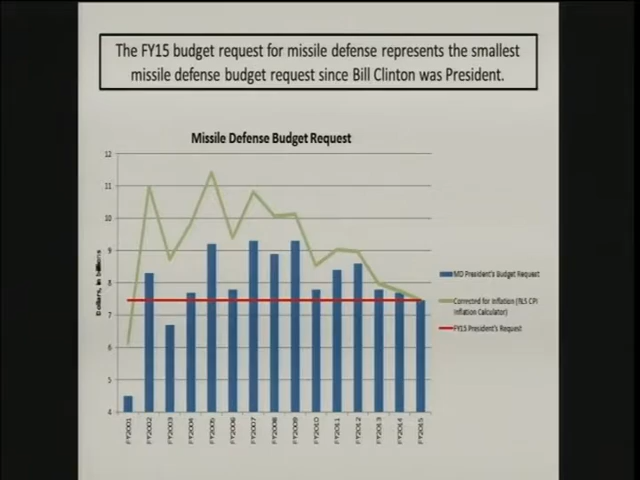 The FY15 budget request for missile defense represents the smallest
missile defense budget request since Bill Clinton was President.
Missile Defense Budget Request
12
11
10
9
8
7
6
5
4
Dollars, in billions
FY2001
FY2002
FY2003
FY2004
FY2005
FY2006
FY2007
FY2008
FY2009
FY2010
FY2011
FY2012
FY2013
FY2014
FY2015
MD President's Budget Request
Corrected for Inflation (BLS CPI
Inflation Calculator)
FY15 President's Request